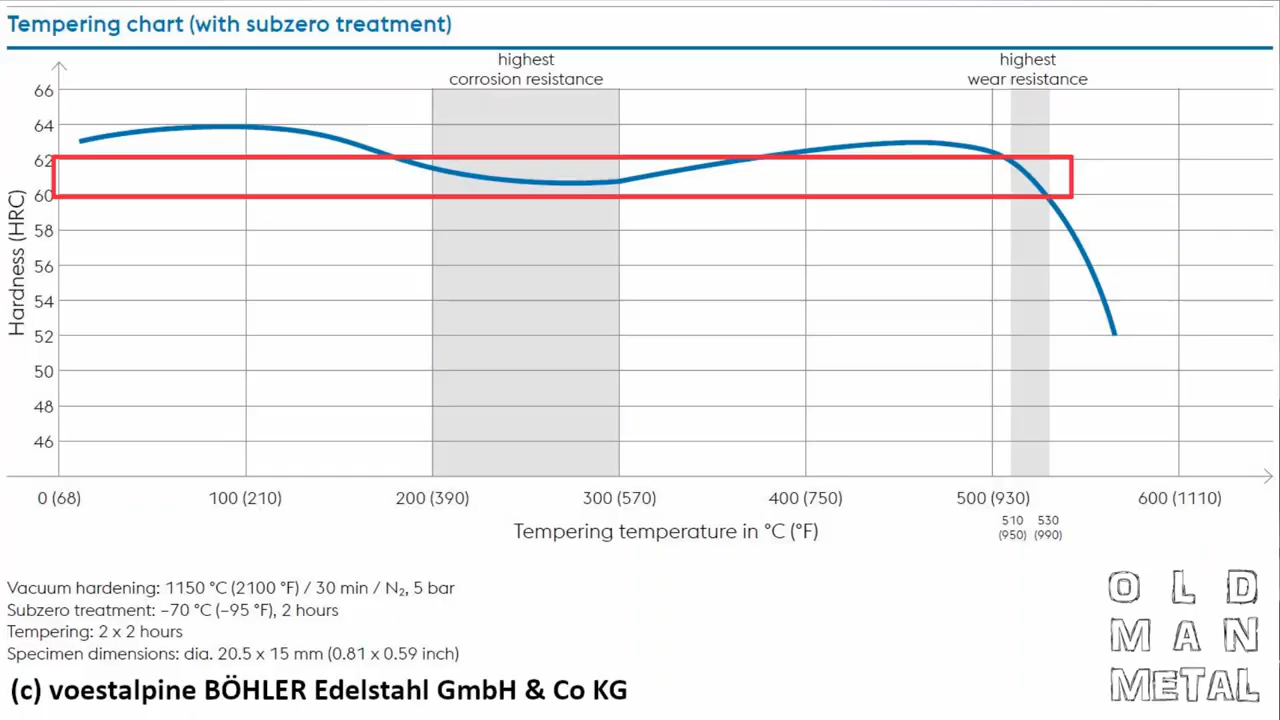 Tempering chart (with subzero treatment)
highest
corrosion resistance
highest
wear resistance
66
64
62
60
58
56
54
52
50
48
46
Hardness (HRC)
0 (68)
100 (210)
200 (390)
300 (570)
400 (750)
500 (930)
600 (1110)
510
(950)
530
(990)
Tempering temperature in °C (°F)
Vacuum hardening: 1150 °C (2100 °F) / 30 min / N₂, 5 bar
Subzero treatment: –70 °C (–95 °F), 2 hours
Tempering: 2 x 2 hours
Specimen dimensions: dia. 20.5 x 15 mm (0.81 x 0.59 inch)
(c) voestalpine BÖHLER Edelstahl GmbH & Co KG
OLD
MAN
METAL